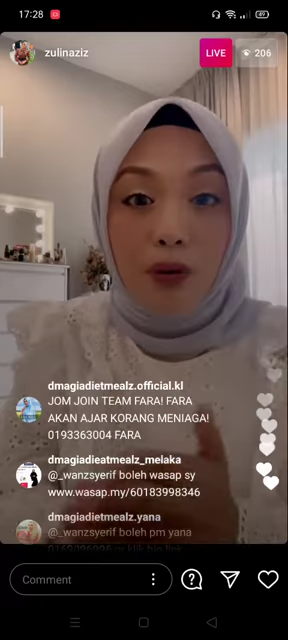 17:28
49
zulinaziz
LIVE
206
dmagiadietmealz.official.kl
JOM JOIN TEAM FARA! FARA
AKAN AJAR KORANG MENIAGA!
0193363004 FARA
dmagiadieatmealz_melaka
@_wanzsyerif boleh wasap sy
www.wasap.my/60183998346
dmagiadietmealz.yana
@_wanzsyerif boleh pm yana
Comment